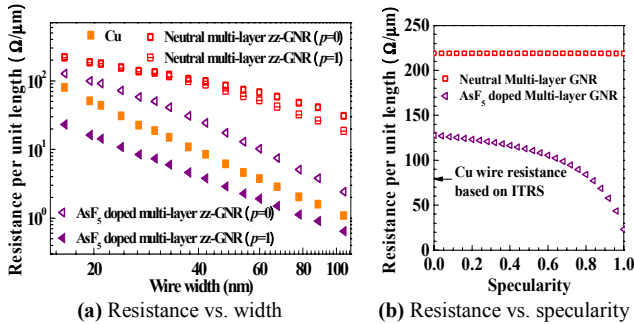 Resistance per unit length (Ω/μm)
10²
10¹
10⁰
Cu
Neutral multi-layer zz-GNR (p=0)
Neutral multi-layer zz-GNR (p=1)
AsF₅ doped multi-layer zz-GNR (p=0)
AsF₅ doped multi-layer zz-GNR (p=1)
20 40 60 80 100
Wire width (nm)
(a) Resistance vs. width
Resistance per unit length (Ω/μm)
250
200
150
100
50
0
Neutral Multi-layer GNR
AsF₅ doped Multi-layer GNR
Cu wire resistance
based on ITRS
0.0 0.2 0.4 0.6 0.8 1.0
Specularity
(b) Resistance vs. specularity